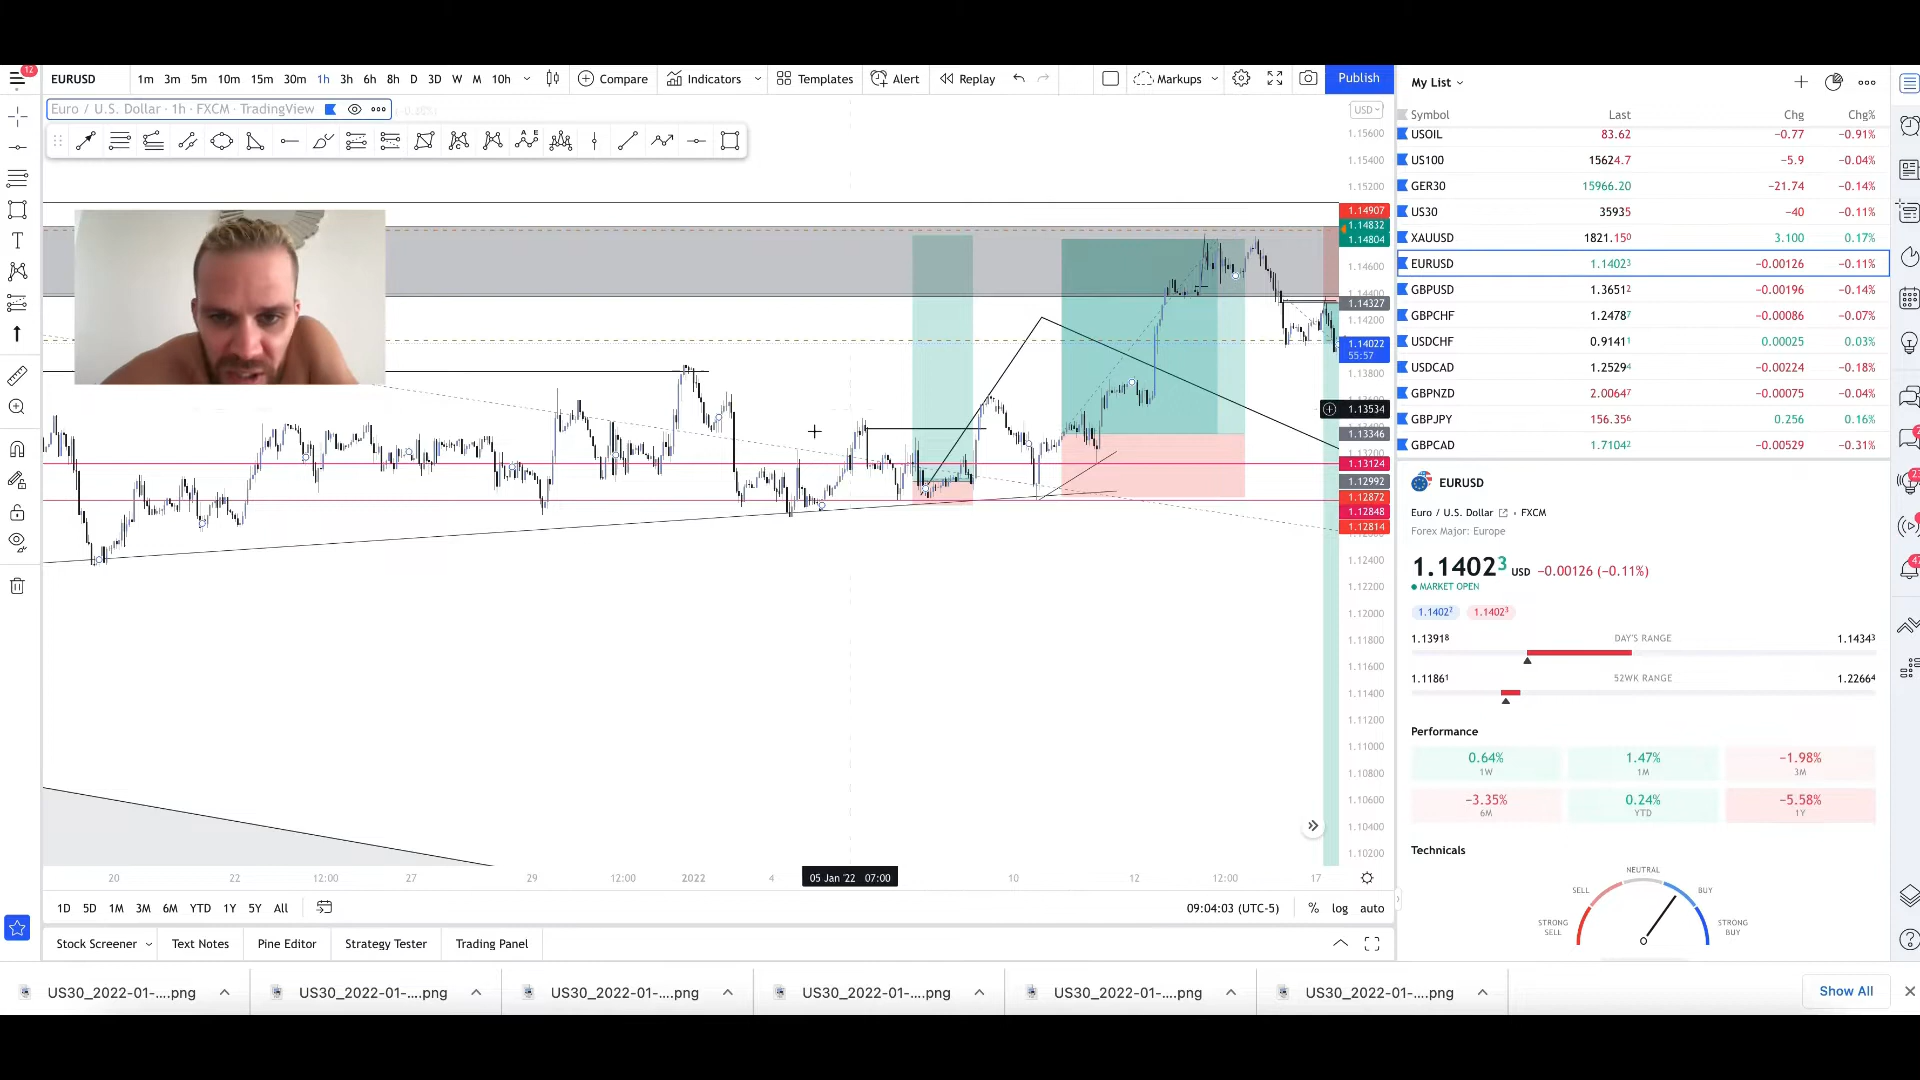 12
EURUSD 1m 3m 5m 10m 15m 30m 1h 3h 6h 8h D 3D W M 10h Compare Indicators Templates Alert Replay Markups Publish
Euro / U.S. Dollar · 1h · FXCM · TradingView
USD
1.15600
1.15400
1.15200
1.14907
1.14832
1.14804
1.14600
1.14400
1.14327
1.14200
1.14022
55:57
1.13800
1.13534
1.13346
1.13200
1.13124
1.12992
1.12872
1.12848
1.12814
1.12400
1.12200
1.12000
1.11800
1.11600
1.11400
1.11200
1.11000
1.10800
1.10600
1.10400
1.10200
20 22 12:00 27 29 12:00 2022 4 05 Jan '22 07:00 10 12 12:00 17
1D 5D 1M 3M 6M YTD 1Y 5Y All 09:04:03 (UTC-5) % log auto
Stock Screener Text Notes Pine Editor Strategy Tester Trading Panel
My List
Symbol Last Chg Chg%
USOIL 83.62 −0.77 −0.91%
US100 15624.7 −5.9 −0.04%
GER30 15966.20 −21.74 −0.14%
US30 35935 −40 −0.11%
XAUUSD 1821.150 3.100 0.17%
EURUSD 1.14023 −0.00126 −0.11%
GBPUSD 1.36512 −0.00196 −0.14%
GBPCHF 1.24787 −0.00086 −0.07%
USDCHF 0.91411 0.00025 0.03%
USDCAD 1.25294 −0.00224 −0.18%
GBPNZD 2.00647 −0.00075 −0.04%
GBPJPY 156.356 0.256 0.16%
GBPCAD 1.71042 −0.00529 −0.31%
EURUSD
Euro / U.S. Dollar · FXCM
Forex Major: Europe
1.14023 USD −0.00126 (−0.11%)
MARKET OPEN
1.14022 1.14023
1.13918 DAY'S RANGE 1.14343
1.11861 52WK RANGE 1.22664
Performance
0.64% 1.47% −1.98%
1W 1M 3M
−3.35% 0.24% −5.58%
6M YTD 1Y
Technicals
NEUTRAL
SELL BUY
STRONG SELL STRONG BUY
US30_2022-01-....png US30_2022-01-....png US30_2022-01-....png US30_2022-01-....png US30_2022-01-....png US30_2022-01-....png Show All